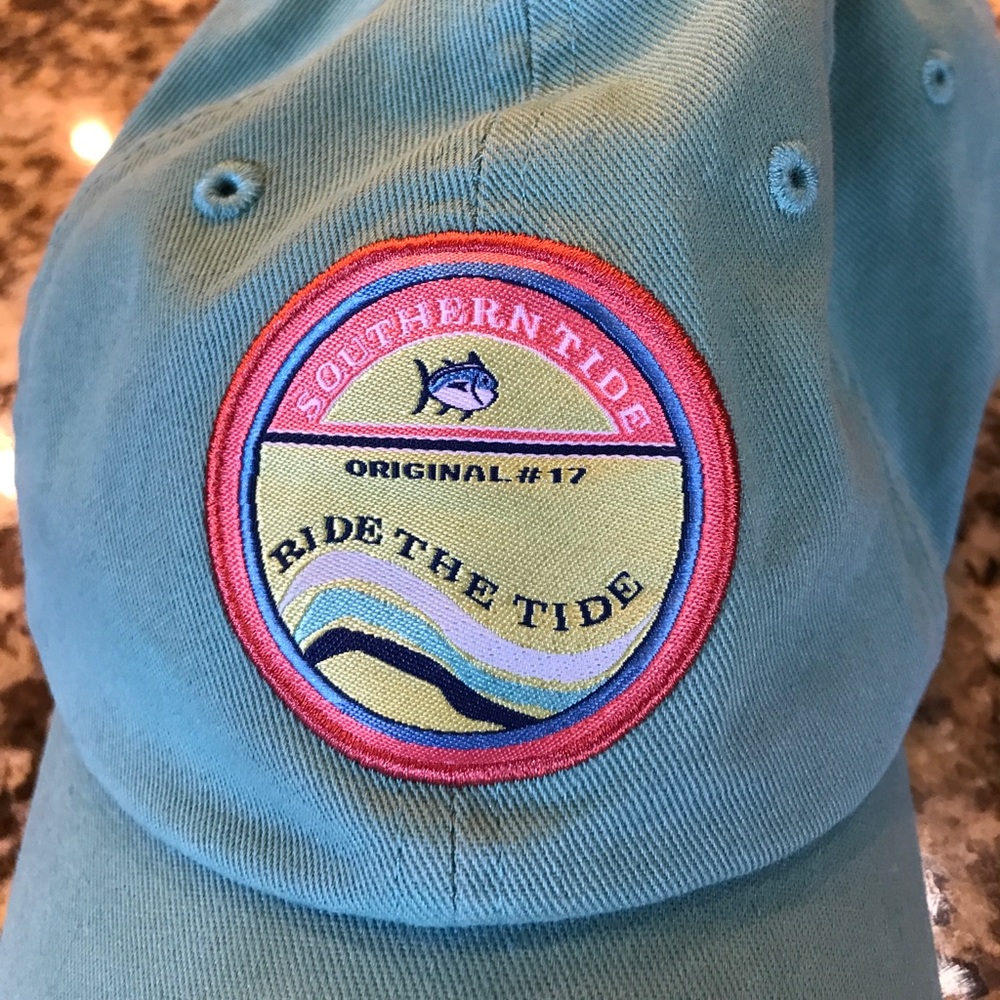 SOUTHERN TIDE
ORIGINAL #17
RIDE THE TIDE